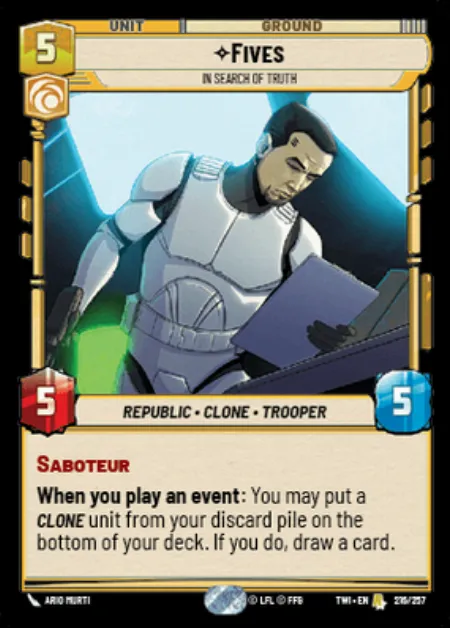 UNIT GROUND
5
✧FIVES
IN SEARCH OF TRUTH
5
REPUBLIC • CLONE • TROOPER
5
SABOTEUR
When you play an event: You may put a
CLONE unit from your discard pile on the
bottom of your deck. If you do, draw a card.
ARIO MURTI © LFL © FFG TWI • EN 216/257